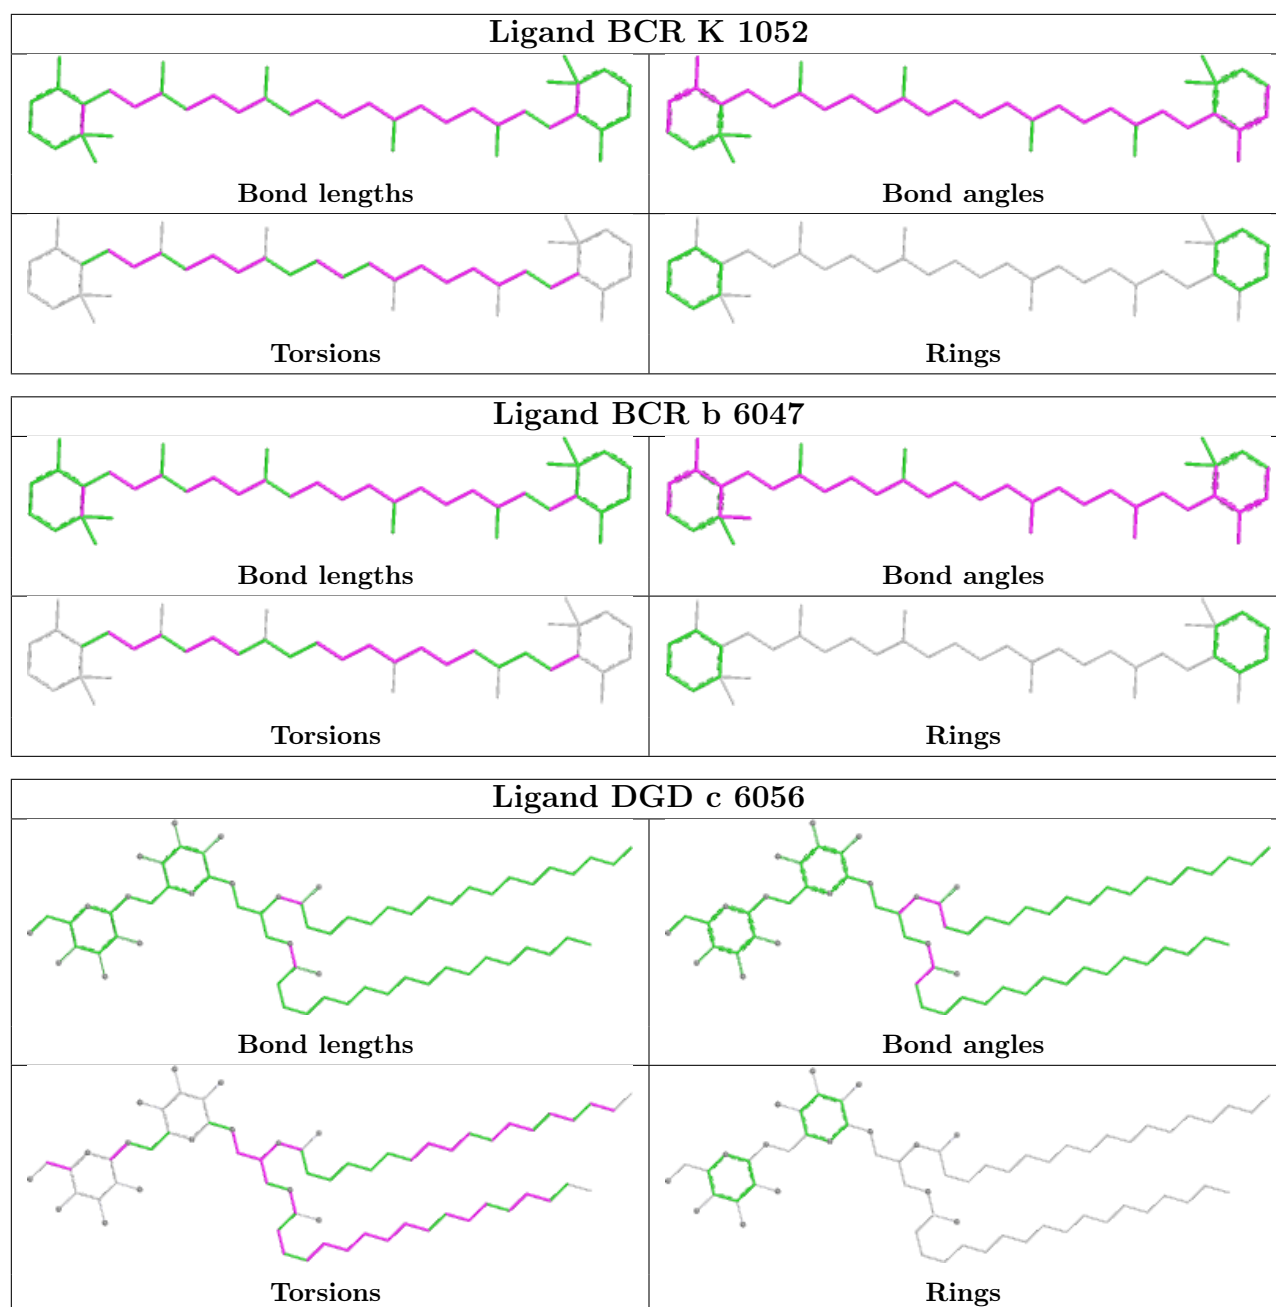 Ligand BCR K 1052
Bond lengths
Bond angles
Torsions
Rings
Ligand BCR b 6047
Bond lengths
Bond angles
Torsions
Rings
Ligand DGD c 6056
Bond lengths
Bond angles
Torsions
Rings